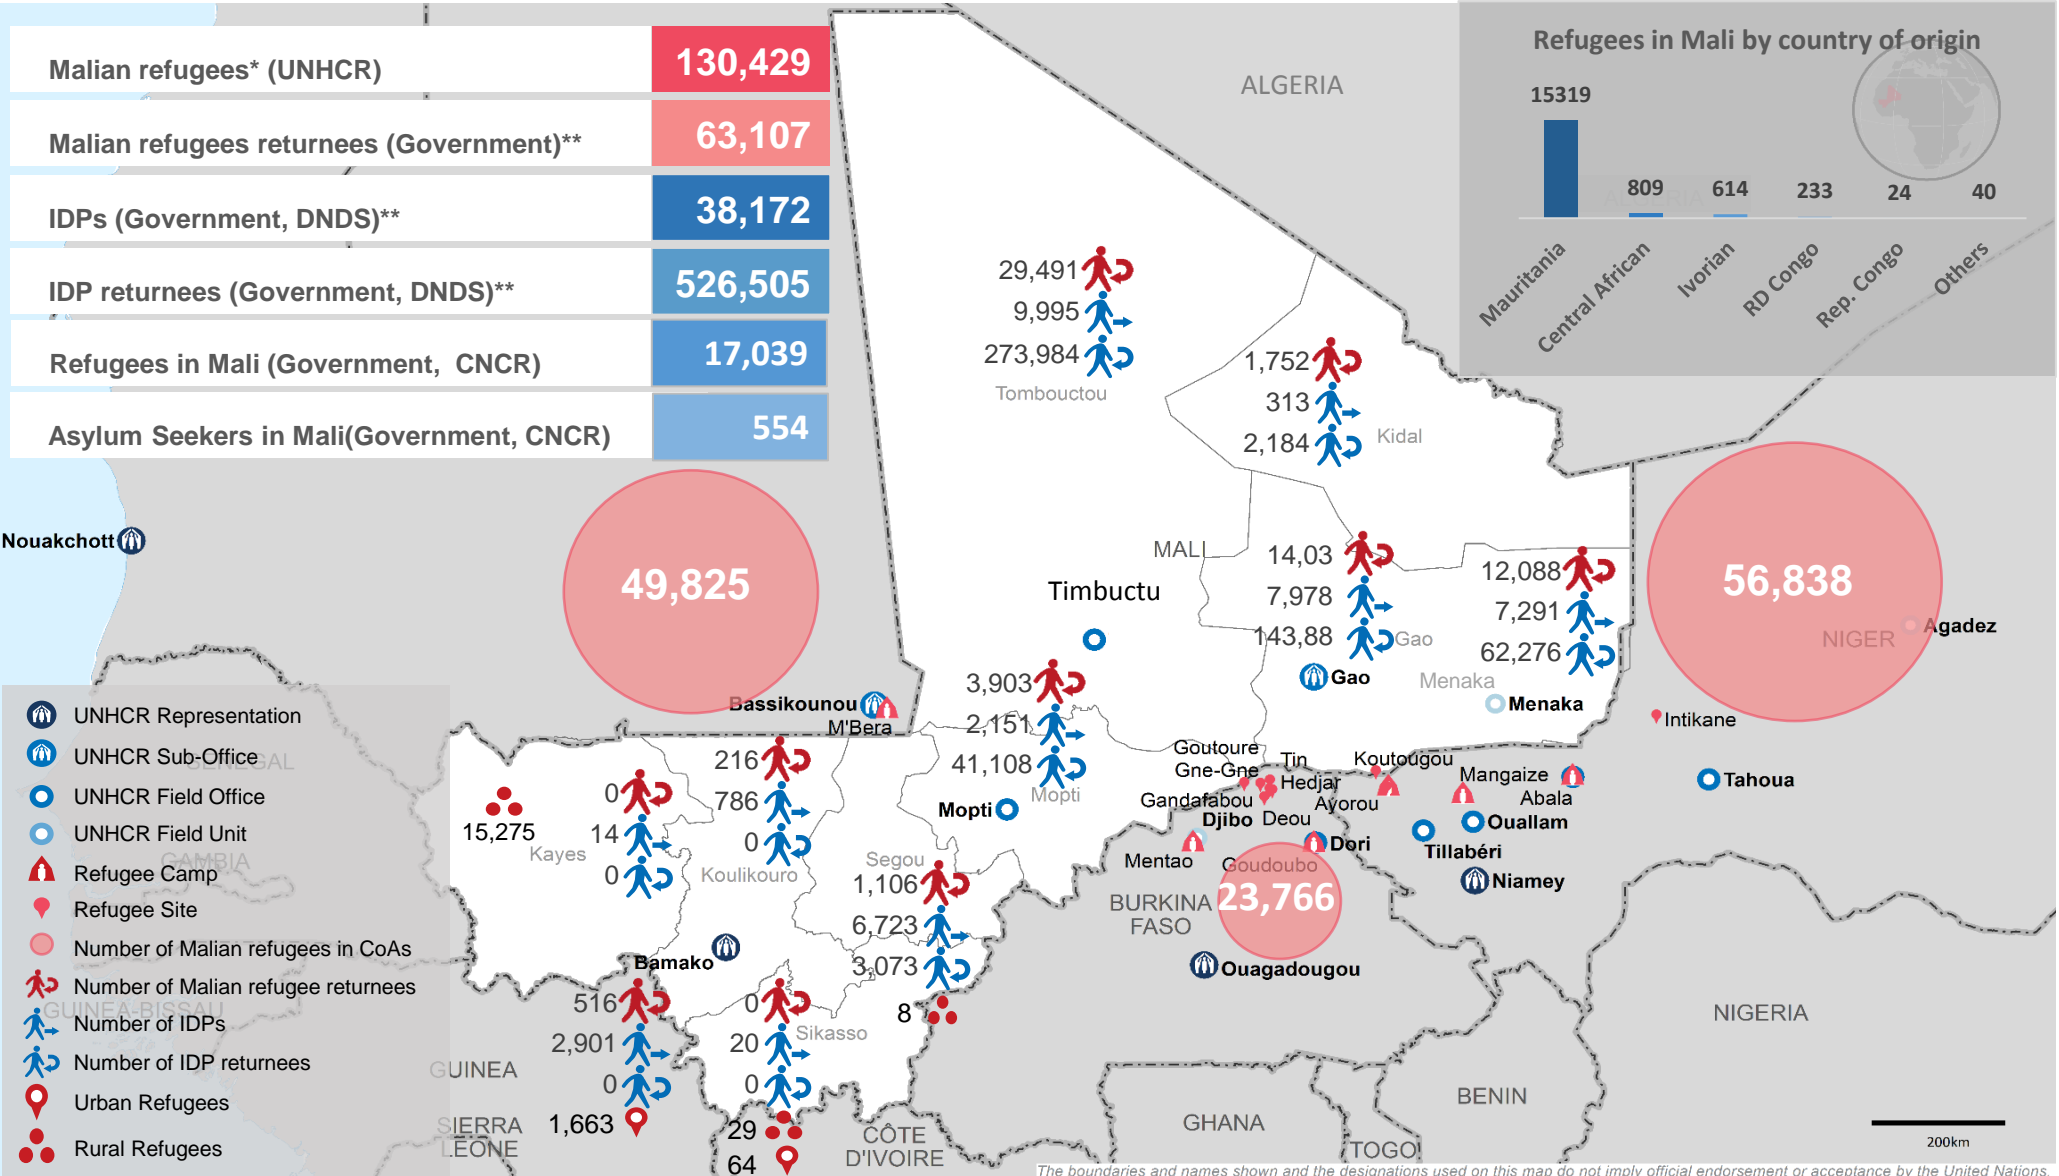 Malian refugees* (UNHCR) 130,429
Malian refugees returnees (Government)** 63,107
IDPs (Government, DNDS)** 38,172
IDP returnees (Government, DNDS)** 526,505
Refugees in Mali (Government, CNCR) 17,039
Asylum Seekers in Mali(Government, CNCR) 554
Refugees in Mali by country of origin
15319
809
614
233
24
40
Mauritania
Central African
Ivorian
RD Congo
Rep. Congo
Others
ALGERIA
ALGERIA
29,491
9,995
273,984
Tombouctou
1,752
313
2,184
Kidal
Nouakchott
49,825
MALI
14,03
7,978
143,88
Gao
Gao
12,088
7,291
62,276
Menaka
Menaka
56,838
NIGER
Agadez
Timbuctu
Bassikounou
M'Bera
3,903
2,151
41,108
Mopti
Mopti
Intikane
Tahoua
Goutoure
Gne-Gne
Tin
Hedjar
Koutougou
Mangaize
Abala
Gandafabou
Ayorou
Djibo
Deou
Ouallam
Mentao
Goudoubo
Dori
Tillabéri
Niamey
BURKINA
FASO
23,766
Ouagadougou
15,275
0
14
0
Kayes
216
786
0
Koulikouro
Segou
1,106
6,723
3,073
8
Bamako
516
2,901
0
1,663
0
20
0
Sikasso
29
64
SENEGAL
GAMBIA
GUINEA-BISSAU
GUINEA
SIERRA
LEONE
CÔTE
D'IVOIRE
GHANA
TOGO
BENIN
NIGERIA
UNHCR Representation
UNHCR Sub-Office
UNHCR Field Office
UNHCR Field Unit
Refugee Camp
Refugee Site
Number of Malian refugees in CoAs
Number of Malian refugee returnees
Number of IDPs
Number of IDP returnees
Urban Refugees
Rural Refugees
200km
The boundaries and names shown and the designations used on this map do not imply official endorsement or acceptance by the United Nations.